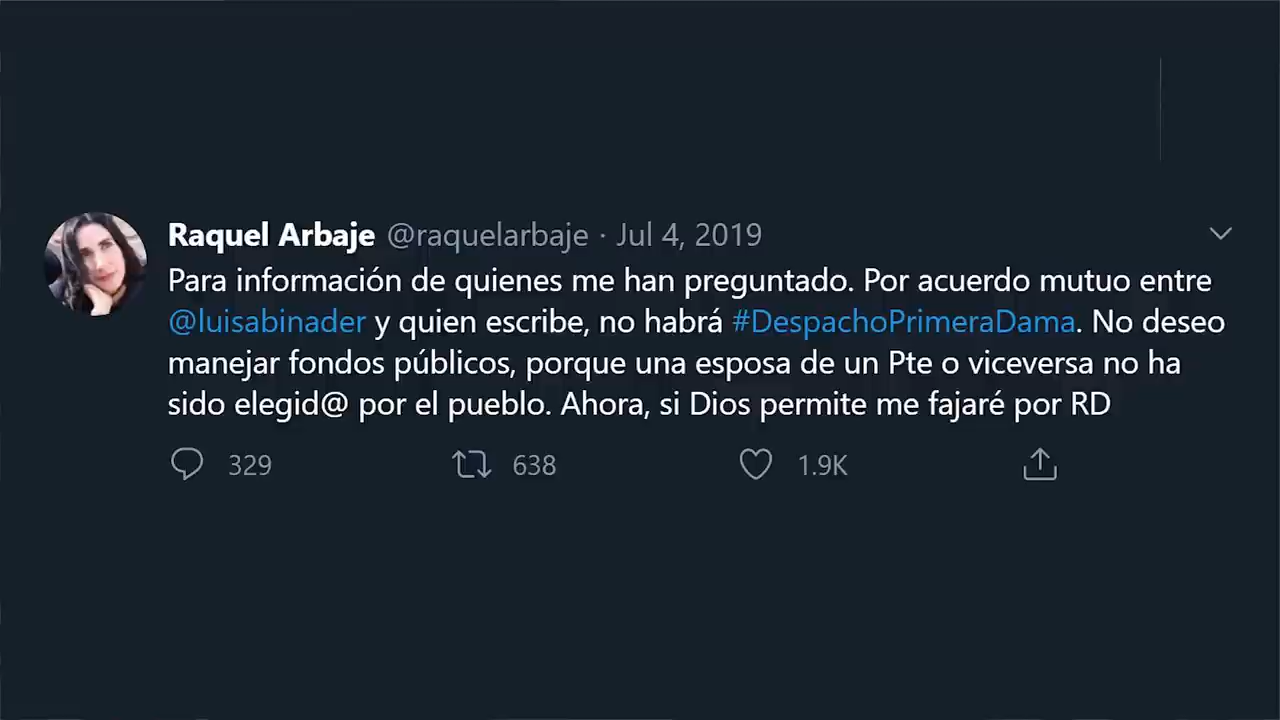 Raquel Arbaje @raquelarbaje · Jul 4, 2019
Para información de quienes me han preguntado. Por acuerdo mutuo entre
@luisabinader y quien escribe, no habrá #DespachoPrimeraDama. No deseo
manejar fondos públicos, porque una esposa de un Pte o viceversa no ha
sido elegid@ por el pueblo. Ahora, si Dios permite me fajaré por RD
329 638 1.9K